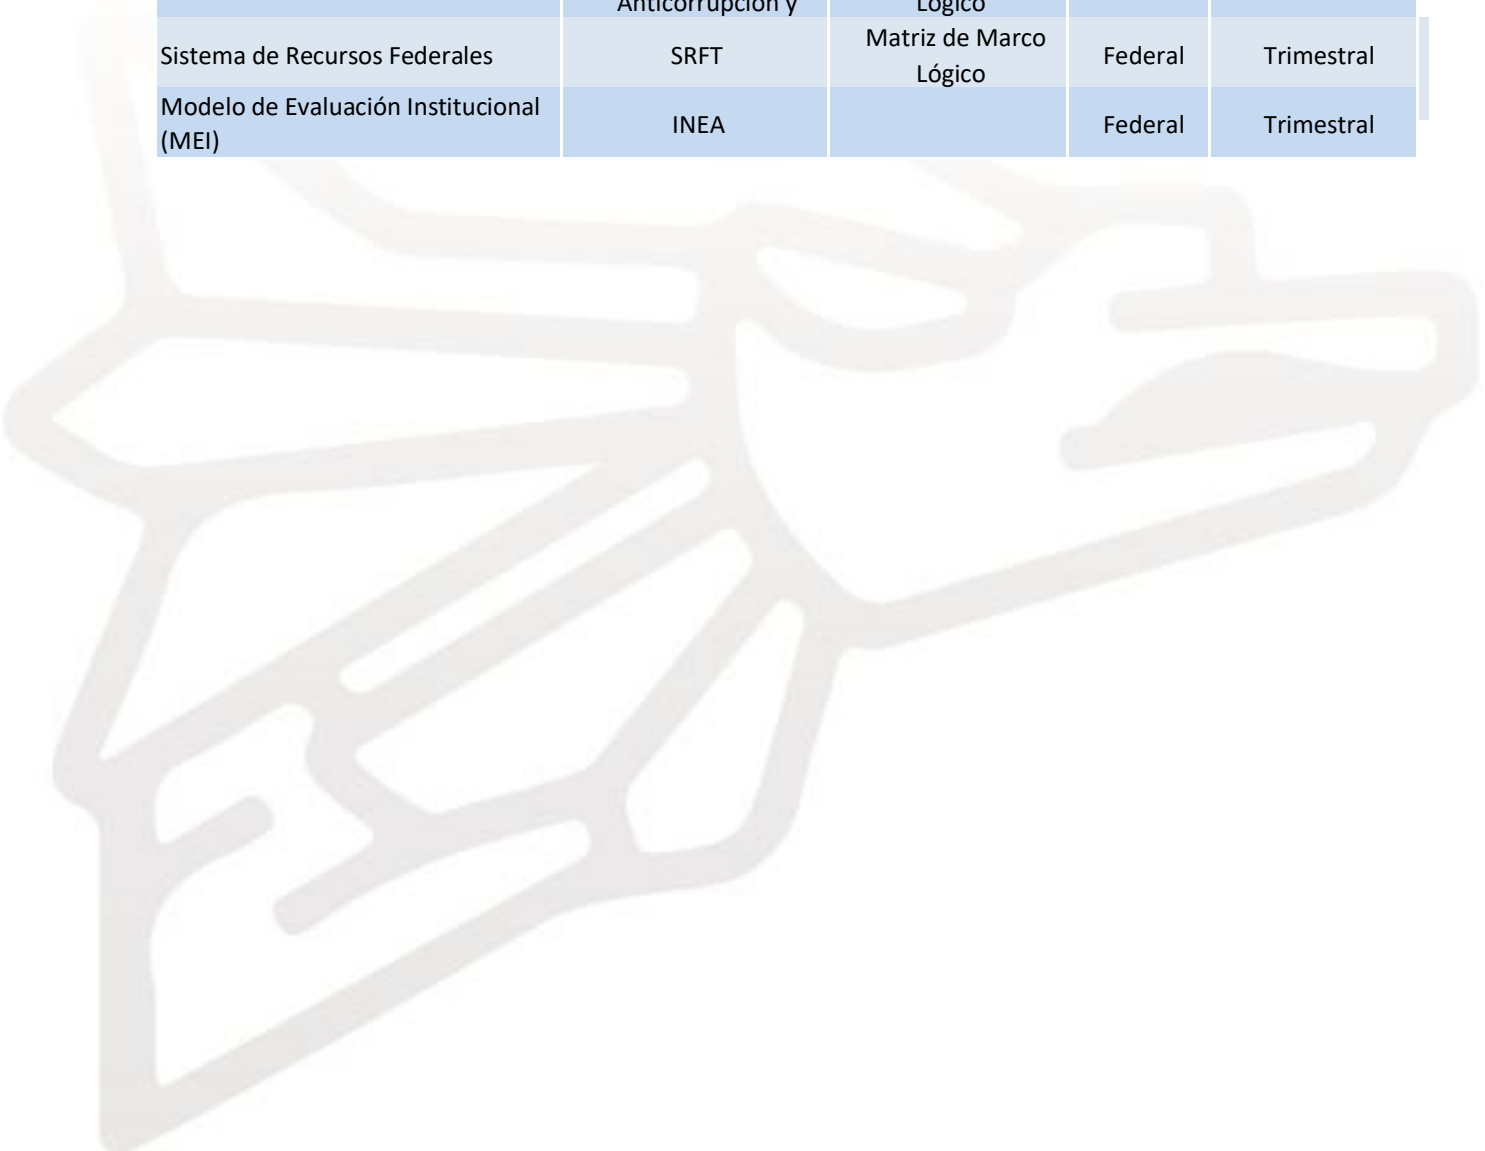 Anticorrupción y Lógico
Sistema de Recursos Federales SRFT Matriz de Marco Lógico Federal Trimestral
Modelo de Evaluación Institucional (MEI) INEA Federal Trimestral